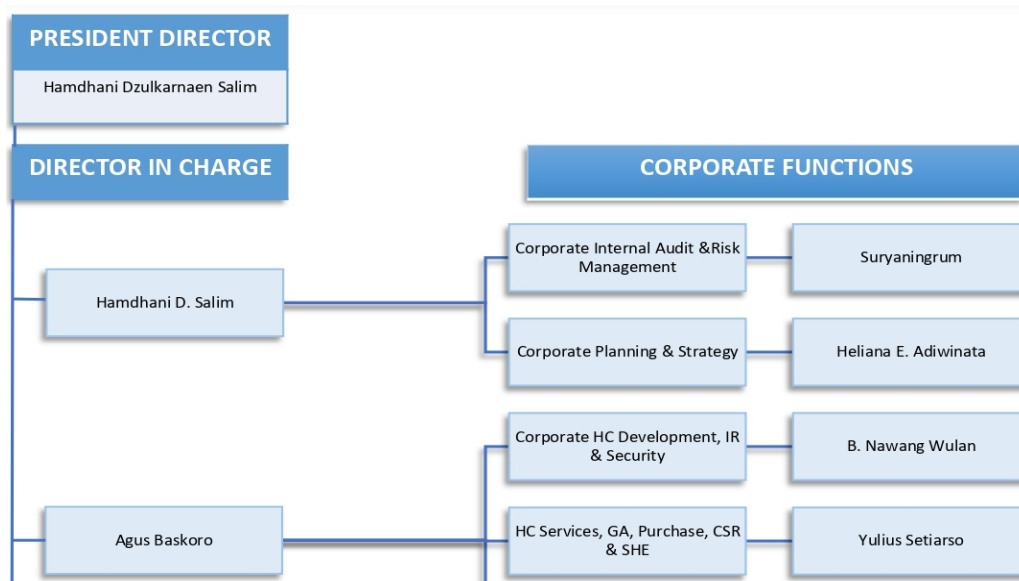 PRESIDENT DIRECTOR
Hamdhani Dzulkarnaen Salim
DIRECTOR IN CHARGE
CORPORATE FUNCTIONS
Corporate Internal Audit &Risk
Management
Suryaningrum
Hamdhani D. Salim
Corporate Planning & Strategy
Heliana E. Adiwinata
Corporate HC Development, IR
& Security
B. Nawang Wulan
Agus Baskoro
HC Services, GA, Purchase, CSR
& SHE
Yulius Setiarso